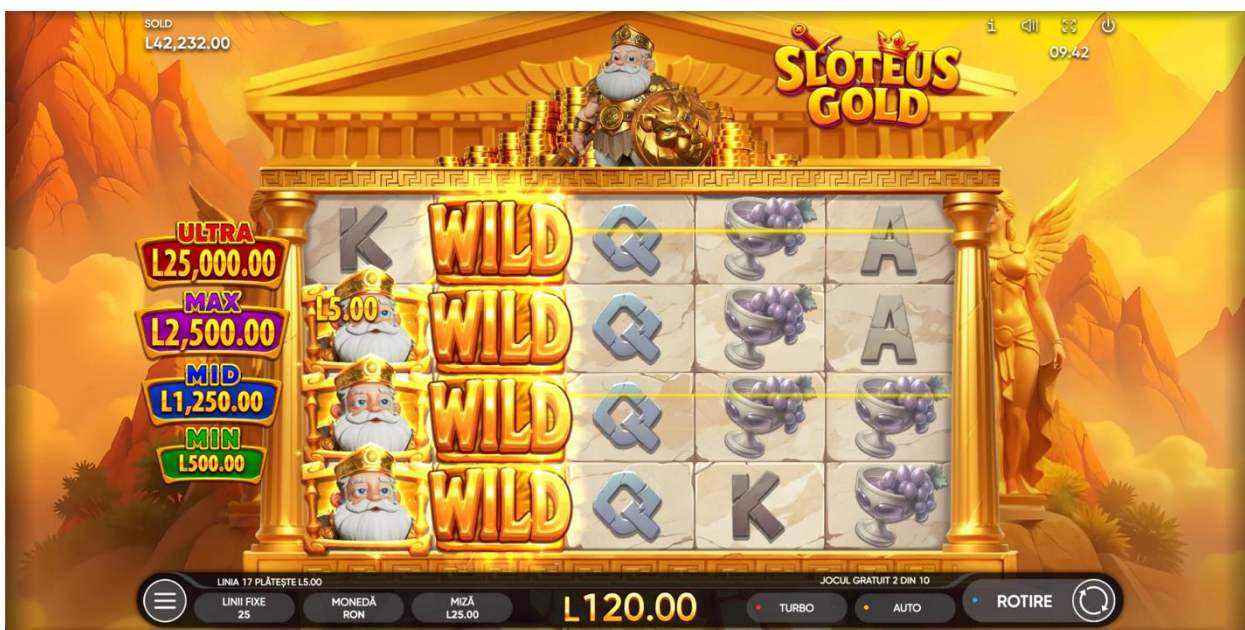 SOLD
L42,232.00
09:42
SLOTEUS
GOLD
ULTRA
L25,000.00
MAX
L2,500.00
MID
L1,250.00
MIN
L500.00
K WILD Q A
L5.00
WILD Q A
WILD Q
WILD Q K
LINIA 17 PLĂTEȘTE L5.00
JOCUL GRATUIT 2 DIN 10
LINII FIXE
25
MONEDĂ
RON
MIZĂ
L25.00
L120.00
TURBO
AUTO
ROTIRE